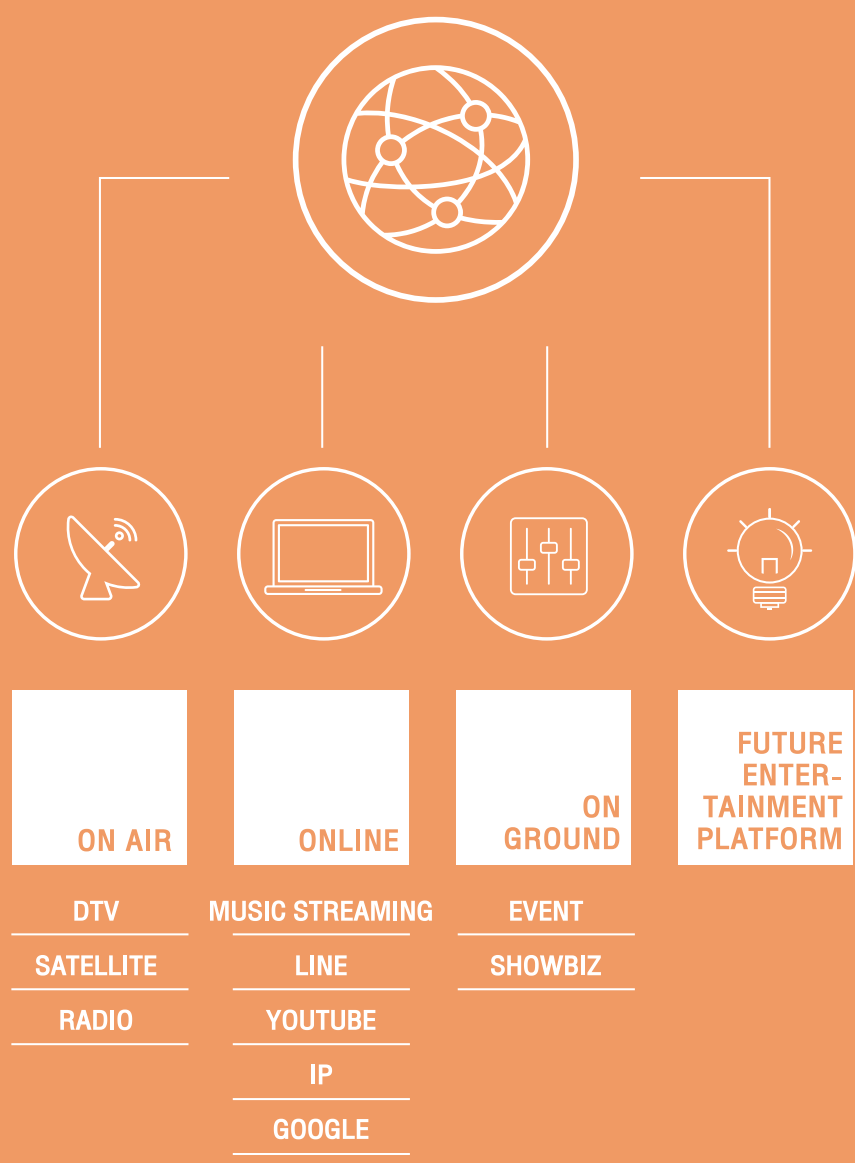 ON AIR
DTV
SATELLITE
RADIO
ONLINE
MUSIC STREAMING
LINE
YOUTUBE
IP
GOOGLE
ON
GROUND
EVENT
SHOWBIZ
FUTURE
ENTER-
TAINMENT
PLATFORM